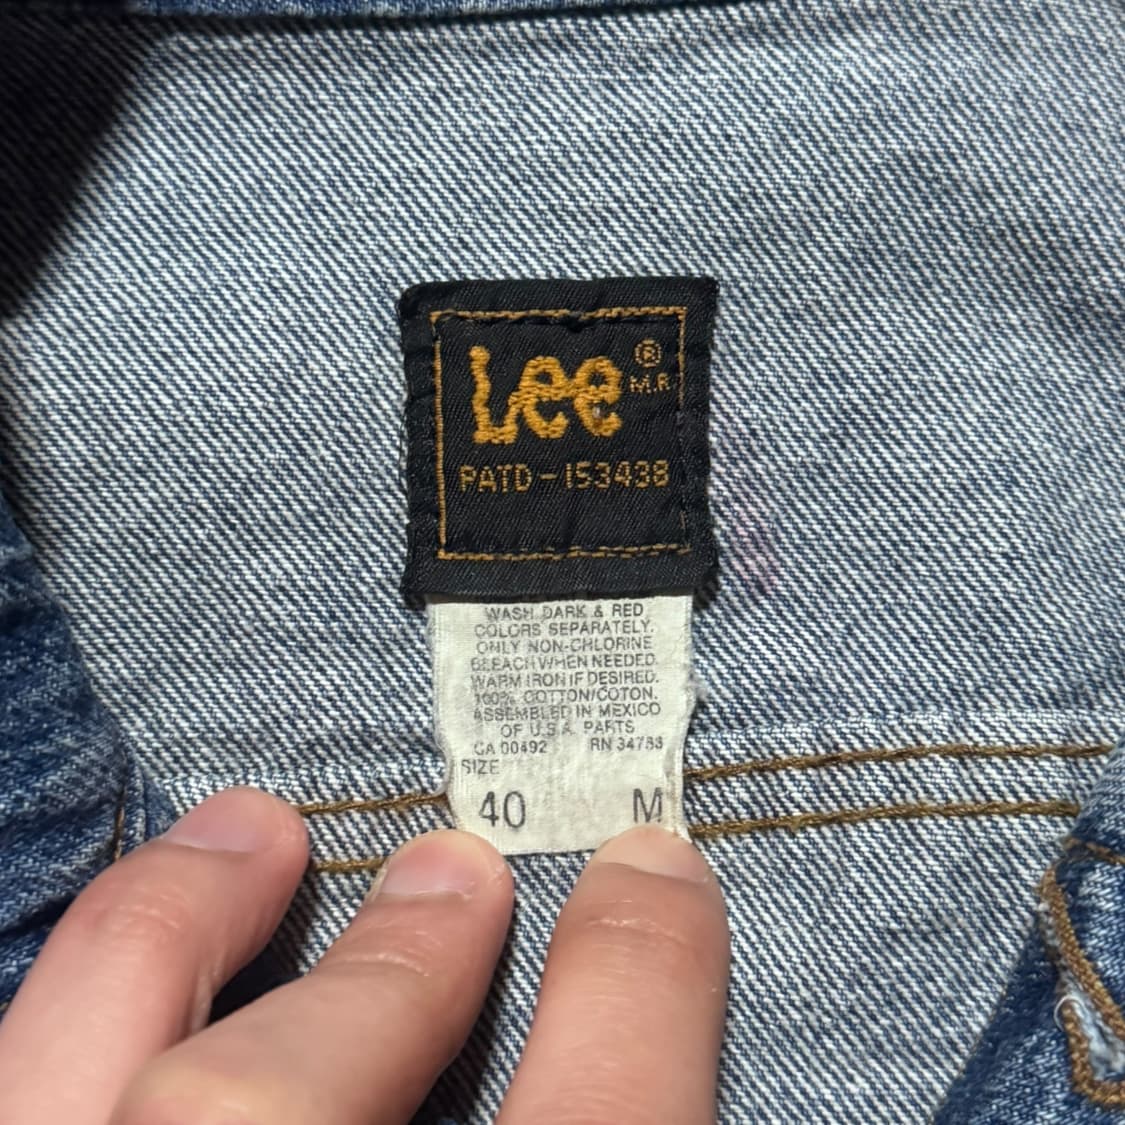 Lee ®
M.R.
PATD-153438
WASH DARK & RED
COLORS SEPARATELY.
ONLY NON-CHLORINE
BLEACH WHEN NEEDED.
WARM IRON IF DESIRED.
100% COTTON/COTON.
ASSEMBLED IN MEXICO
OF U.S.A. PARTS
CA 00492 RN 34783
SIZE
40 M